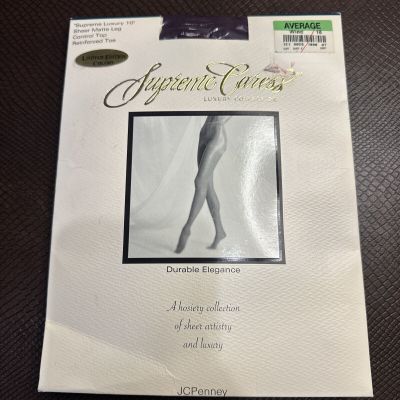 "Supreme Luxury 10"
Sheer Matte Leg
Control Top
Reinforced Toe
Limited Edition
Color
AVERAGE
Supreme Caress
LUXURY COLLECTION
Durable Elegance
A hosiery collection
of sheer artistry
and luxury
JCPenney